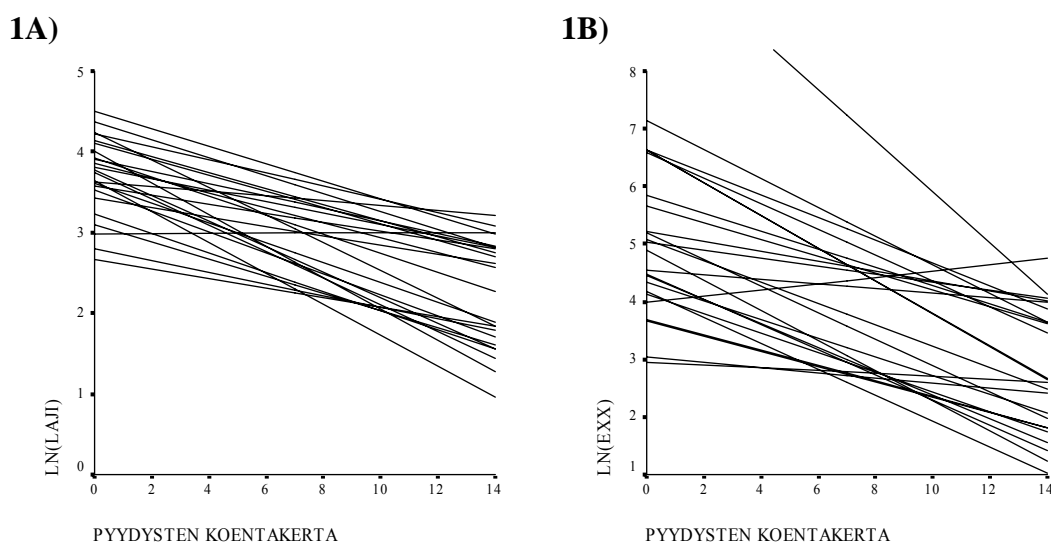 1A)
5
4
3
2
1
0
LN(LAJI)
0 2 4 6 8 10 12 14
PYYDYSTEN KOENTAKERTA
1B)
8
7
6
5
4
3
2
1
LN(EXX)
0 2 4 6 8 10 12 14
PYYDYSTEN KOENTAKERTA